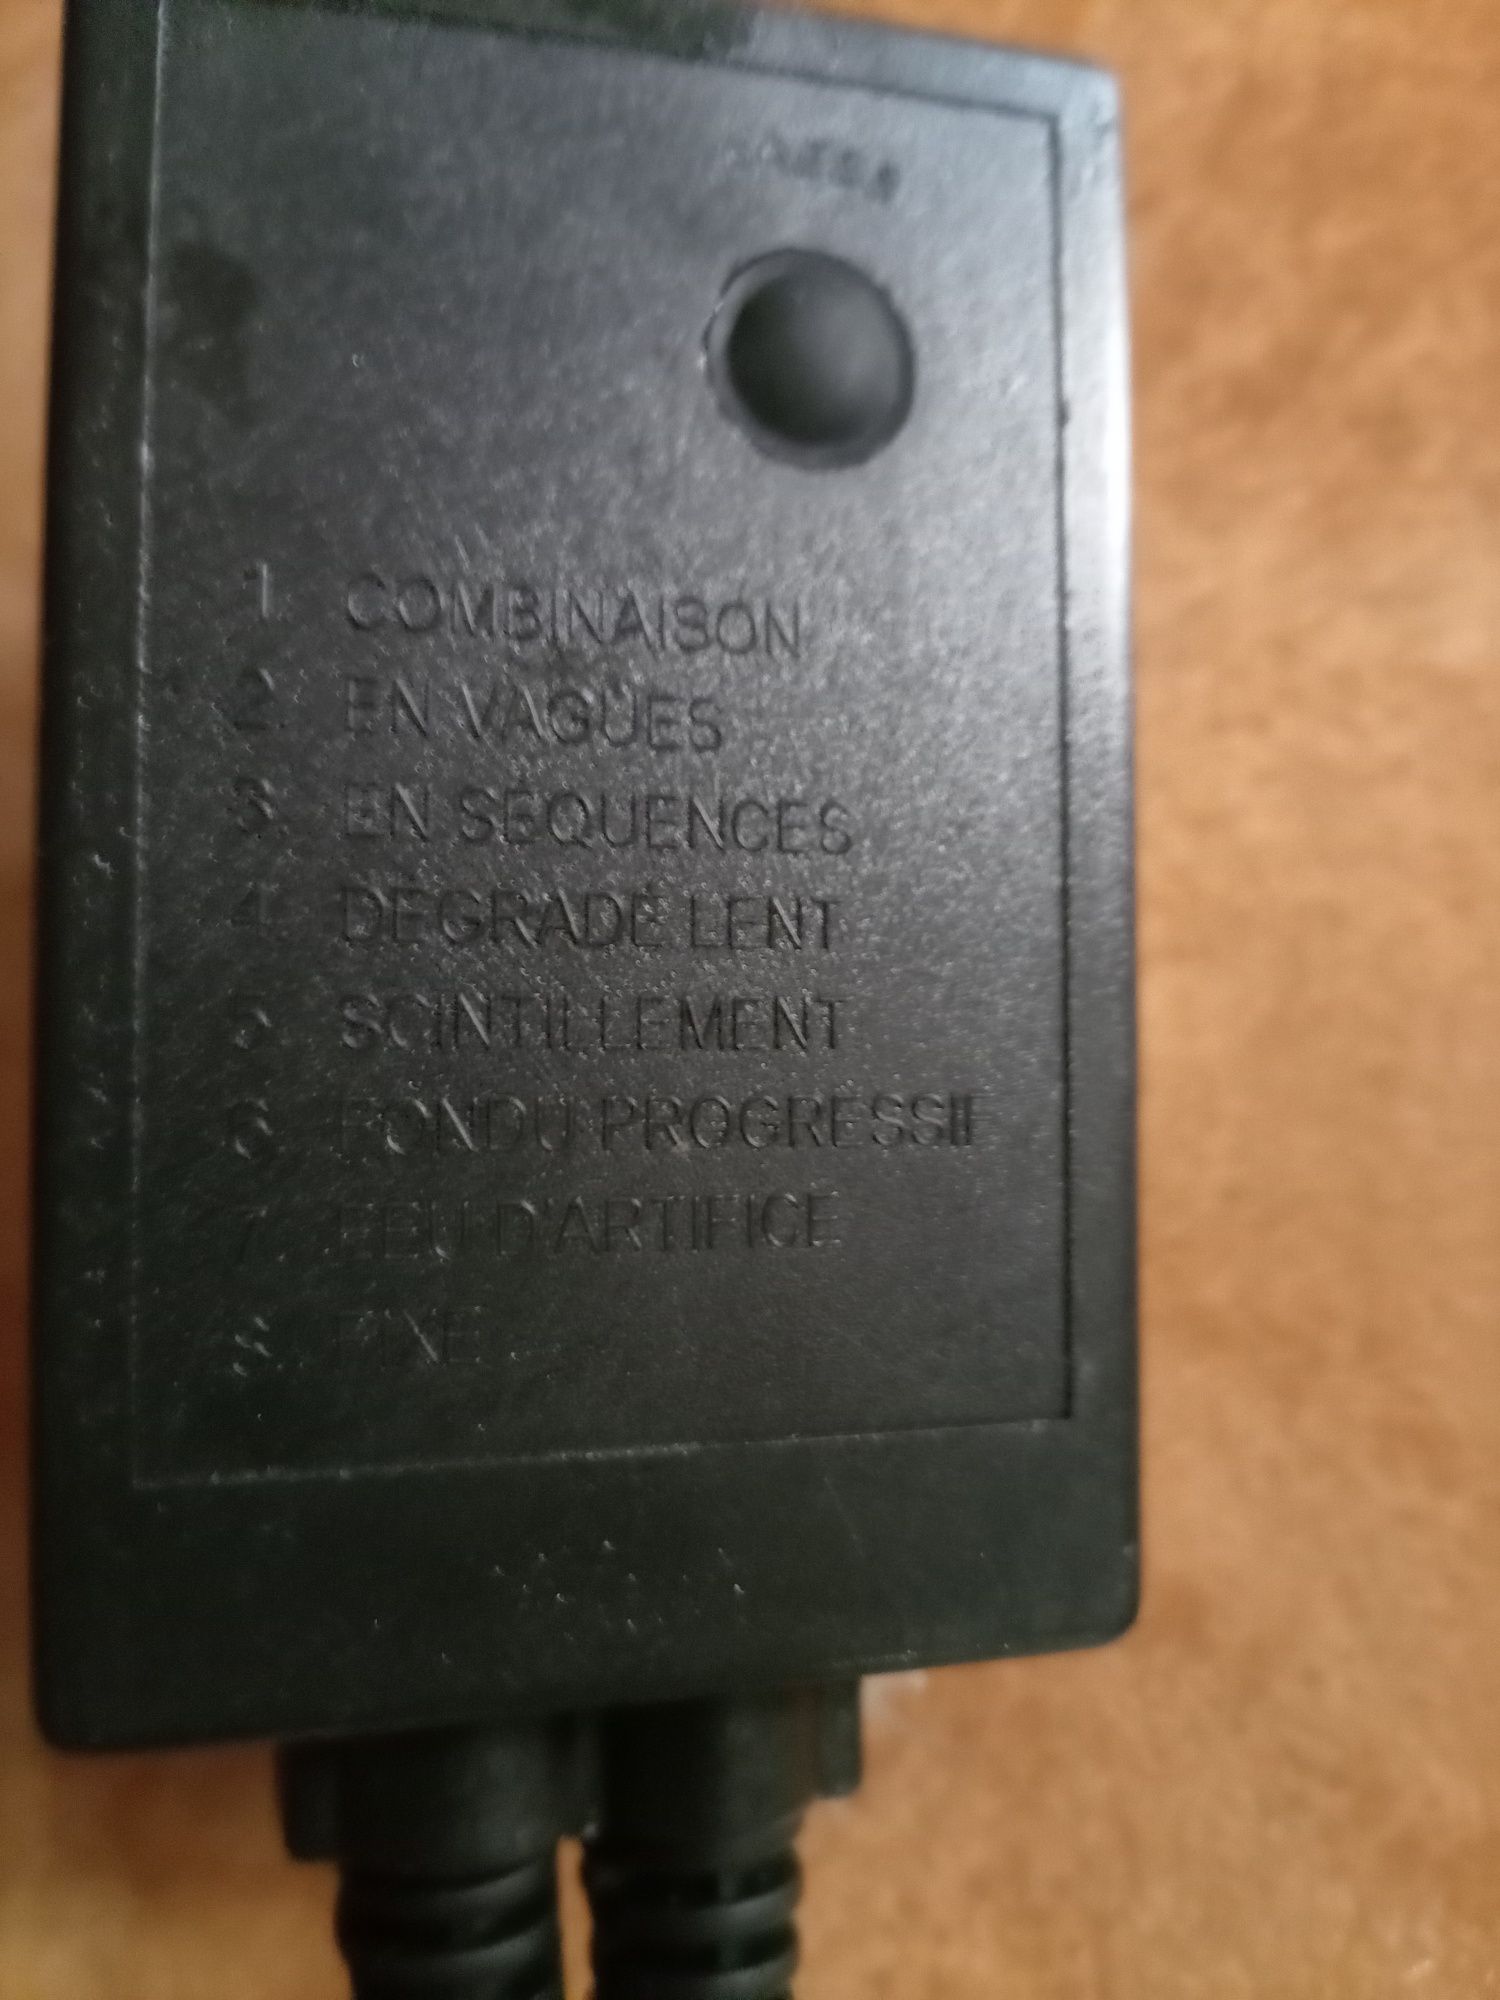 1. COMBINAISON
2. EN VAGUES
3. EN SÉQUENCES
4. DÉGRADÉ LENT
5. SCINTILLEMENT
6. FONDU PROGRESSIF
7. FEU D'ARTIFICE
8. FIXE